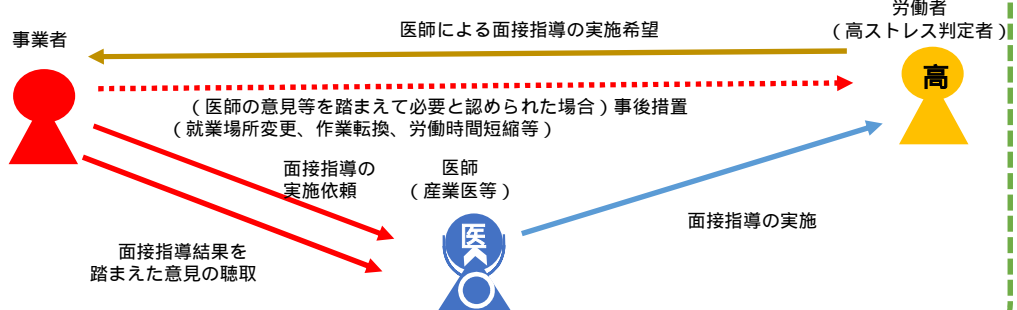 労働者
（高ストレス判定者）
医師による面接指導の実施希望
事業者
高
（医師の意見等を踏まえて必要と認められた場合）事後措置
（就業場所変更、作業転換、労働時間短縮等）
面接指導の
実施依頼
医師
（産業医等）
面接指導の実施
医
面接指導結果を
踏まえた意見の聴取